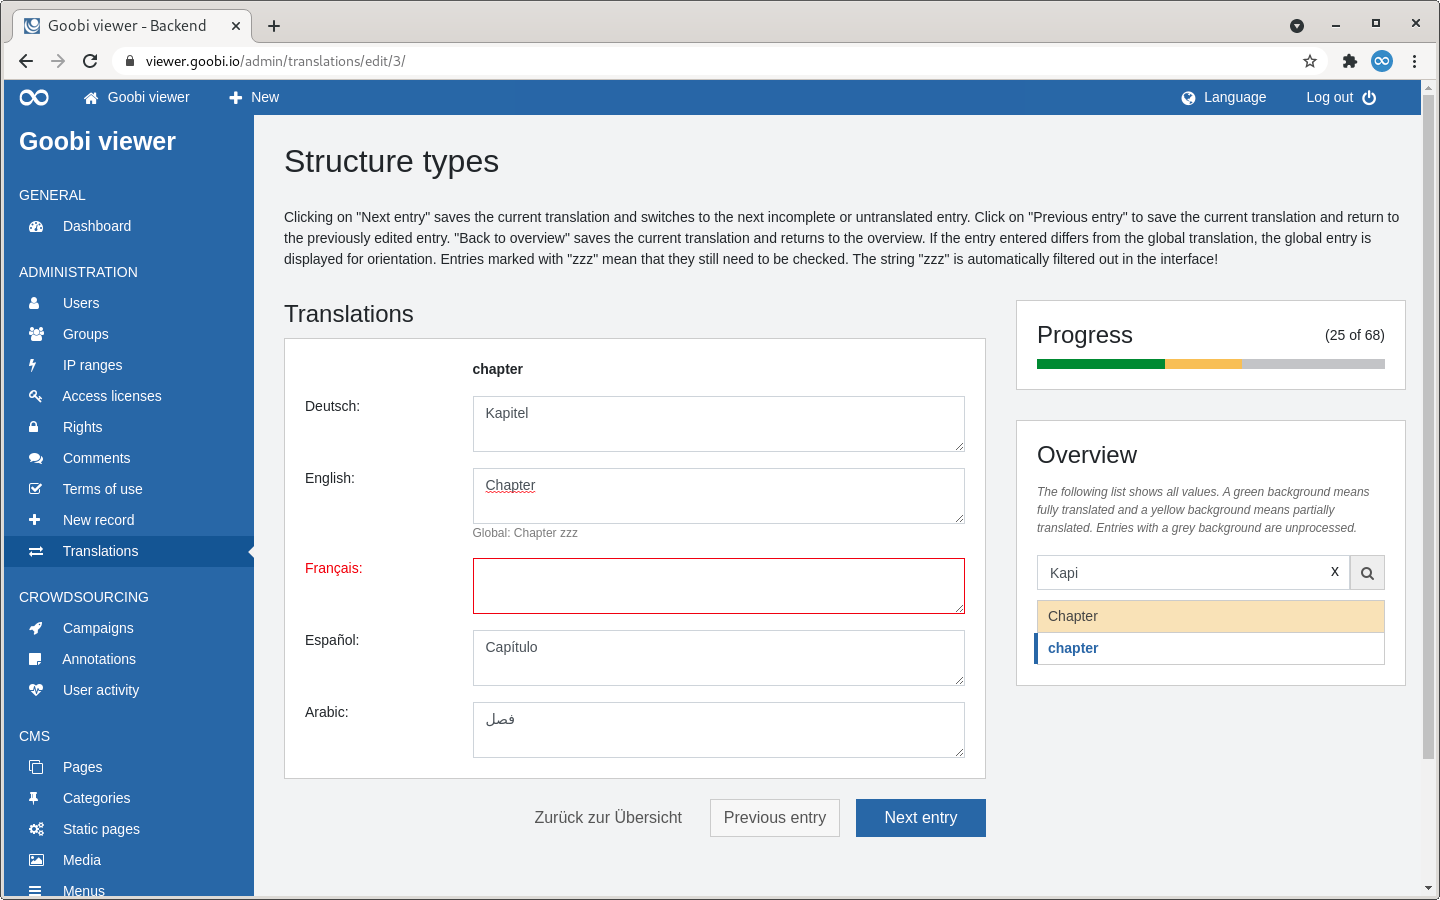 Goobi viewer - Backend
viewer.goobi.io/admin/translations/edit/3/
Goobi viewer
New
Language
Log out
Goobi viewer
GENERAL
Dashboard
ADMINISTRATION
Users
Groups
IP ranges
Access licenses
Rights
Comments
Terms of use
New record
Translations
CROWDSOURCING
Campaigns
Annotations
User activity
CMS
Pages
Categories
Static pages
Media
Menus
Structure types
Clicking on "Next entry" saves the current translation and switches to the next incomplete or untranslated entry. Click on "Previous entry" to save the current translation and return to
the previously edited entry. "Back to overview" saves the current translation and returns to the overview. If the entry entered differs from the global translation, the global entry is
displayed for orientation. Entries marked with "zzz" mean that they still need to be checked. The string "zzz" is automatically filtered out in the interface!
Translations
chapter
Deutsch:
Kapitel
English:
Chapter
Global: Chapter zzz
Français:
Español:
Capítulo
Arabic:
فصل
Zurück zur Übersicht
Previous entry
Next entry
Progress
(25 of 68)
Overview
The following list shows all values. A green background means
fully translated and a yellow background means partially
translated. Entries with a grey background are unprocessed.
Kapi
X
Chapter
chapter